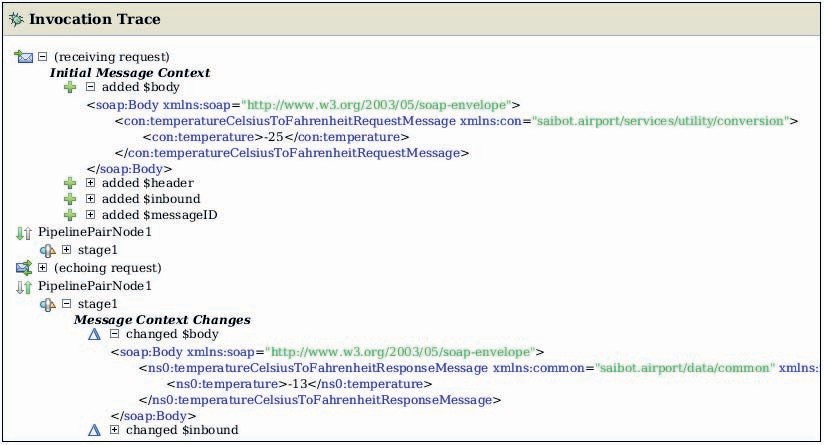 Invocation Trace
(receiving request)
Initial Message Context
added $body
<soap:Body xmlns:soap="http://www.w3.org/2003/05/soap-envelope">
<con:temperatureCelsiusToFahrenheitRequestMessage xmlns:con="saibot.airport/services/utility/conversion">
<con:temperature>-25</con:temperature>
</con:temperatureCelsiusToFahrenheitRequestMessage>
</soap:Body>
added $header
added $inbound
added $messageID
PipelinePairNode1
stage1
(echoing request)
PipelinePairNode1
stage1
Message Context Changes
changed $body
<soap:Body xmlns:soap="http://www.w3.org/2003/05/soap-envelope">
<ns0:temperatureCelsiusToFahrenheitResponseMessage xmlns:common="saibot.airport/data/common" xmlns:
<ns0:temperature>-13</ns0:temperature>
</ns0:temperatureCelsiusToFahrenheitResponseMessage>
</soap:Body>
changed $inbound